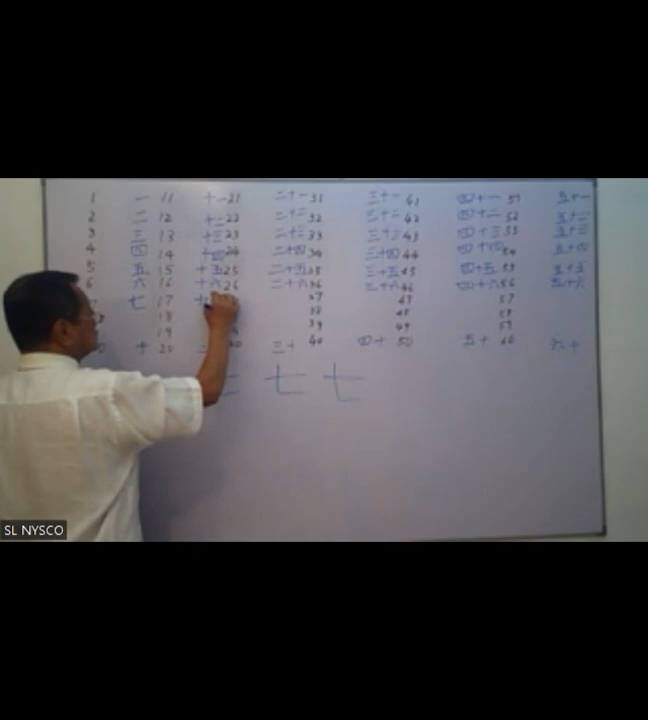 1 一 11 十一 21 二十一 31 三十一 41 四十一 51 五十一
2 二 12 十二 22 二十二 32 三十二 42 四十二 52 五十二
3 三 13 十三 23 二十三 33 三十三 43 四十三 53 五十三
4 四 14 十四 24 二十四 34 三十四 44 四十四 54 五十四
5 五 15 十五 25 二十五 35 三十五 45 四十五 55 五十五
6 六 16 十六 26 二十六 36 三十六 46 四十六 56 五十六
七 17 十 37 47 57
18 38 48 58
19 39 49 59
十 20 三十 40 四十 50 五十 60 六十
七 七
SL NYSCO